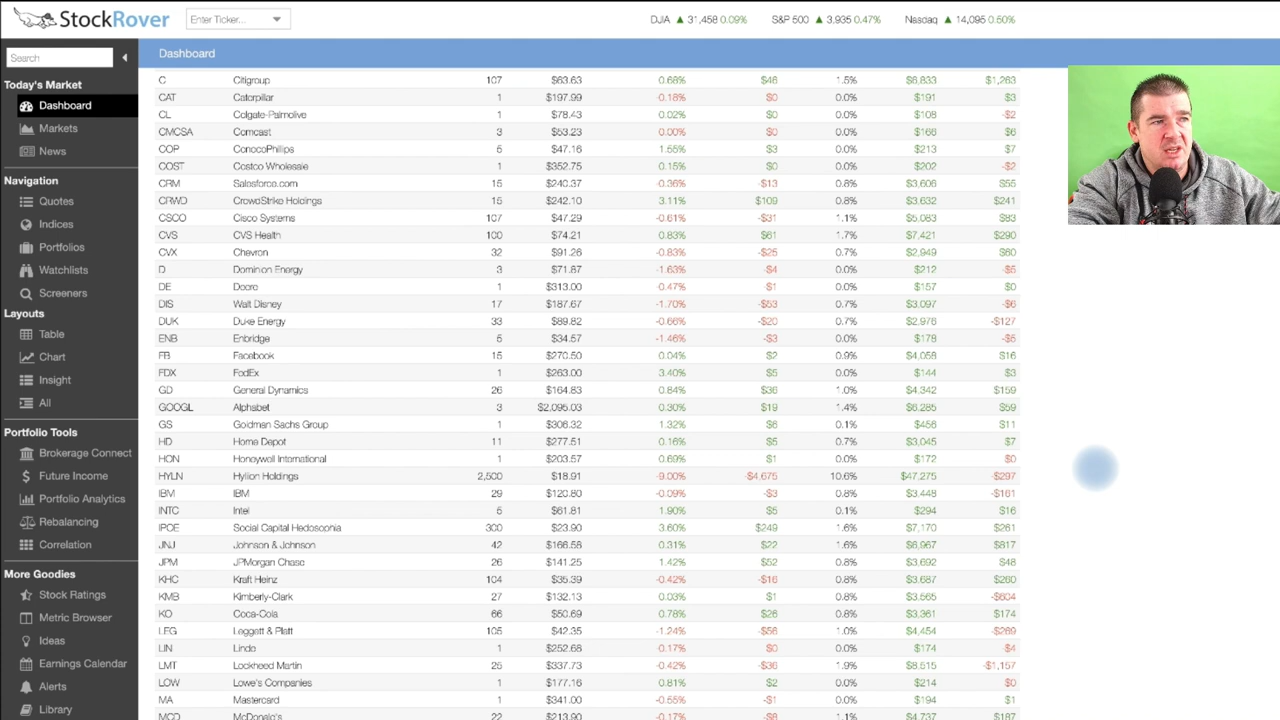 StockRover
Enter Ticker...
DJIA ▲ 31,458 0.09% S&P 500 ▲ 3,935 0.47% Nasdaq ▲ 14,095 0.50%
Search
Dashboard
Today's Market
Dashboard
Markets
News
Navigation
Quotes
Indices
Portfolios
Watchlists
Screeners
Layouts
Table
Chart
Insight
All
Portfolio Tools
Brokerage Connect
Future Income
Portfolio Analytics
Rebalancing
Correlation
More Goodies
Stock Ratings
Metric Browser
Ideas
Earnings Calendar
Alerts
Library
C Citigroup 107 $63.63 0.68% $46 1.5% $6,833 $1,263
CAT Caterpillar 1 $197.99 -0.18% $0 0.0% $191 $3
CL Colgate-Palmolive 1 $78.43 0.02% $0 0.0% $108 -$2
CMCSA Comcast 3 $53.23 0.00% $0 0.0% $168 $6
COP ConocoPhillips 5 $47.16 1.55% $3 0.0% $213 $7
COST Costco Wholesale 1 $352.75 0.15% $0 0.0% $202 -$2
CRM Salesforce.com 15 $240.37 -0.36% -$13 0.8% $3,606 $55
CRWD CrowdStrike Holdings 15 $242.10 3.11% $109 0.8% $3,632 $241
CSCO Cisco Systems 107 $47.29 -0.61% -$31 1.1% $5,083 $83
CVS CVS Health 100 $74.21 0.83% $61 1.7% $7,421 $290
CVX Chevron 32 $91.26 -0.83% -$25 0.7% $2,949 $60
D Dominion Energy 3 $71.87 -1.63% -$4 0.0% $212 -$5
DE Deere 1 $313.00 -0.47% -$1 0.0% $157 $0
DIS Walt Disney 17 $187.67 -1.70% -$53 0.7% $3,097 -$6
DUK Duke Energy 33 $89.82 -0.66% -$20 0.7% $2,976 -$127
ENB Enbridge 5 $34.57 -1.46% -$3 0.0% $178 -$5
FB Facebook 15 $270.50 0.04% $2 0.9% $4,058 $16
FDX FedEx 1 $263.00 3.40% $5 0.0% $144 $3
GD General Dynamics 26 $164.83 0.84% $36 1.0% $4,342 $159
GOOGL Alphabet 3 $2,095.03 0.30% $19 1.4% $6,285 $59
GS Goldman Sachs Group 1 $306.32 1.32% $6 0.1% $456 $11
HD Home Depot 11 $277.51 0.16% $5 0.7% $3,045 $7
HON Honeywell International 1 $203.57 0.69% $1 0.0% $172 $0
HYLN Hyliion Holdings 2,500 $18.91 -9.00% -$4,675 10.6% $47,275 -$297
IBM IBM 29 $120.80 -0.09% -$3 0.8% $3,448 -$161
INTC Intel 5 $61.81 1.90% $5 0.1% $294 $16
IPOE Social Capital Hedosophia 300 $23.90 3.60% $249 1.6% $7,170 $261
JNJ Johnson & Johnson 42 $166.58 0.31% $22 1.6% $6,967 $817
JPM JPMorgan Chase 26 $141.25 1.42% $52 0.8% $3,692 $48
KHC Kraft Heinz 104 $35.39 -0.42% -$16 0.8% $3,687 $260
KMB Kimberly-Clark 27 $132.13 0.03% $1 0.8% $3,565 -$604
KO Coca-Cola 66 $50.69 0.78% $26 0.8% $3,361 $174
LEG Leggett & Platt 105 $42.35 -1.24% -$56 1.0% $4,454 -$269
LIN Linde 1 $252.68 -0.17% $0 0.0% $174 -$4
LMT Lockheed Martin 25 $337.73 -0.42% -$36 1.9% $8,515 -$1,157
LOW Lowe's Companies 1 $177.16 0.81% $2 0.0% $214 $0
MA Mastercard 1 $341.00 -0.55% -$1 0.0% $194 $1
MCD McDonald's 22 $213.90 -0.17% -$8 1.1% $4,737 $187